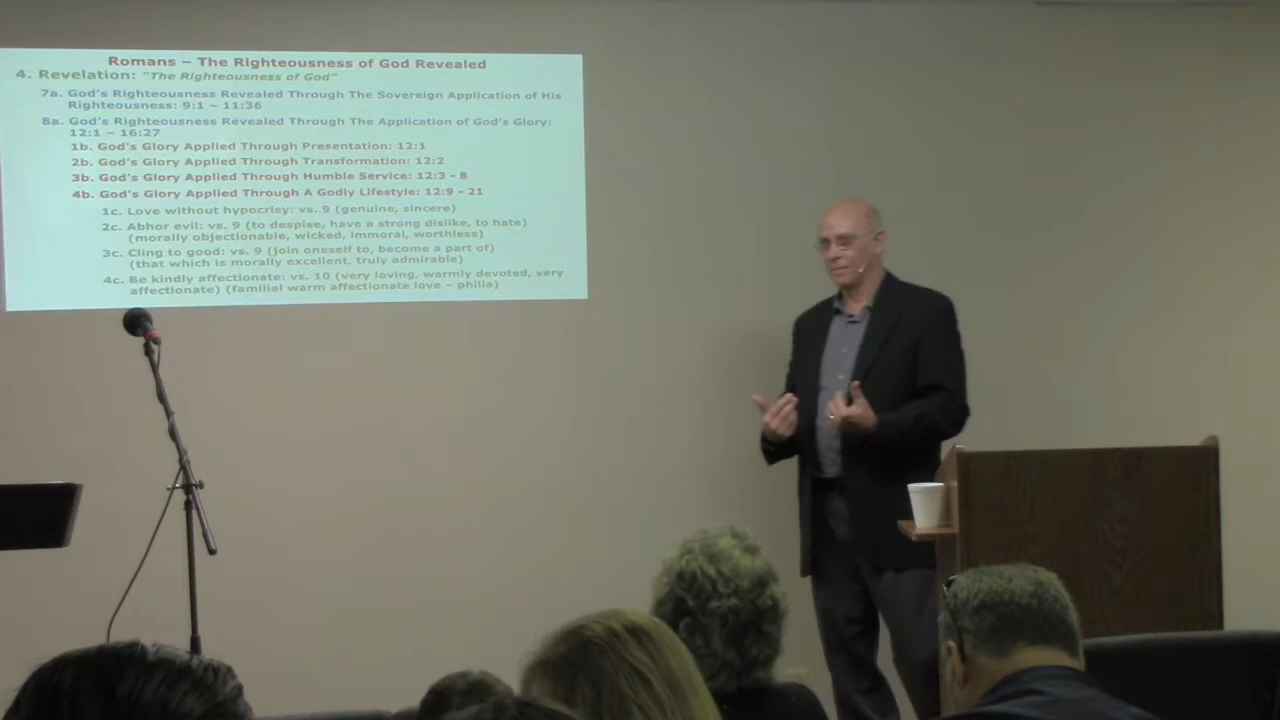 Romans – The Righteousness of God Revealed
4. Revelation: "The Righteousness of God"
7a. God's Righteousness Revealed Through The Sovereign Application of His
Righteousness: 9:1 – 11:36
8a. God's Righteousness Revealed Through The Application of God's Glory:
12:1 – 16:27
1b. God's Glory Applied Through Presentation: 12:1
2b. God's Glory Applied Through Transformation: 12:2
3b. God's Glory Applied Through Humble Service: 12:3 - 8
4b. God's Glory Applied Through A Godly Lifestyle: 12:9 - 21
1c. Love without hypocrisy: vs. 9 (genuine, sincere)
2c. Abhor evil: vs. 9 (to despise, have a strong dislike, to hate)
(morally objectionable, wicked, immoral, worthless)
3c. Cling to good: vs. 9 (join oneself to, become a part of)
(that which is morally excellent, truly admirable)
4c. Be kindly affectionate: vs. 10 (very loving, warmly devoted, very
affectionate) (familial warm affectionate love – philia)